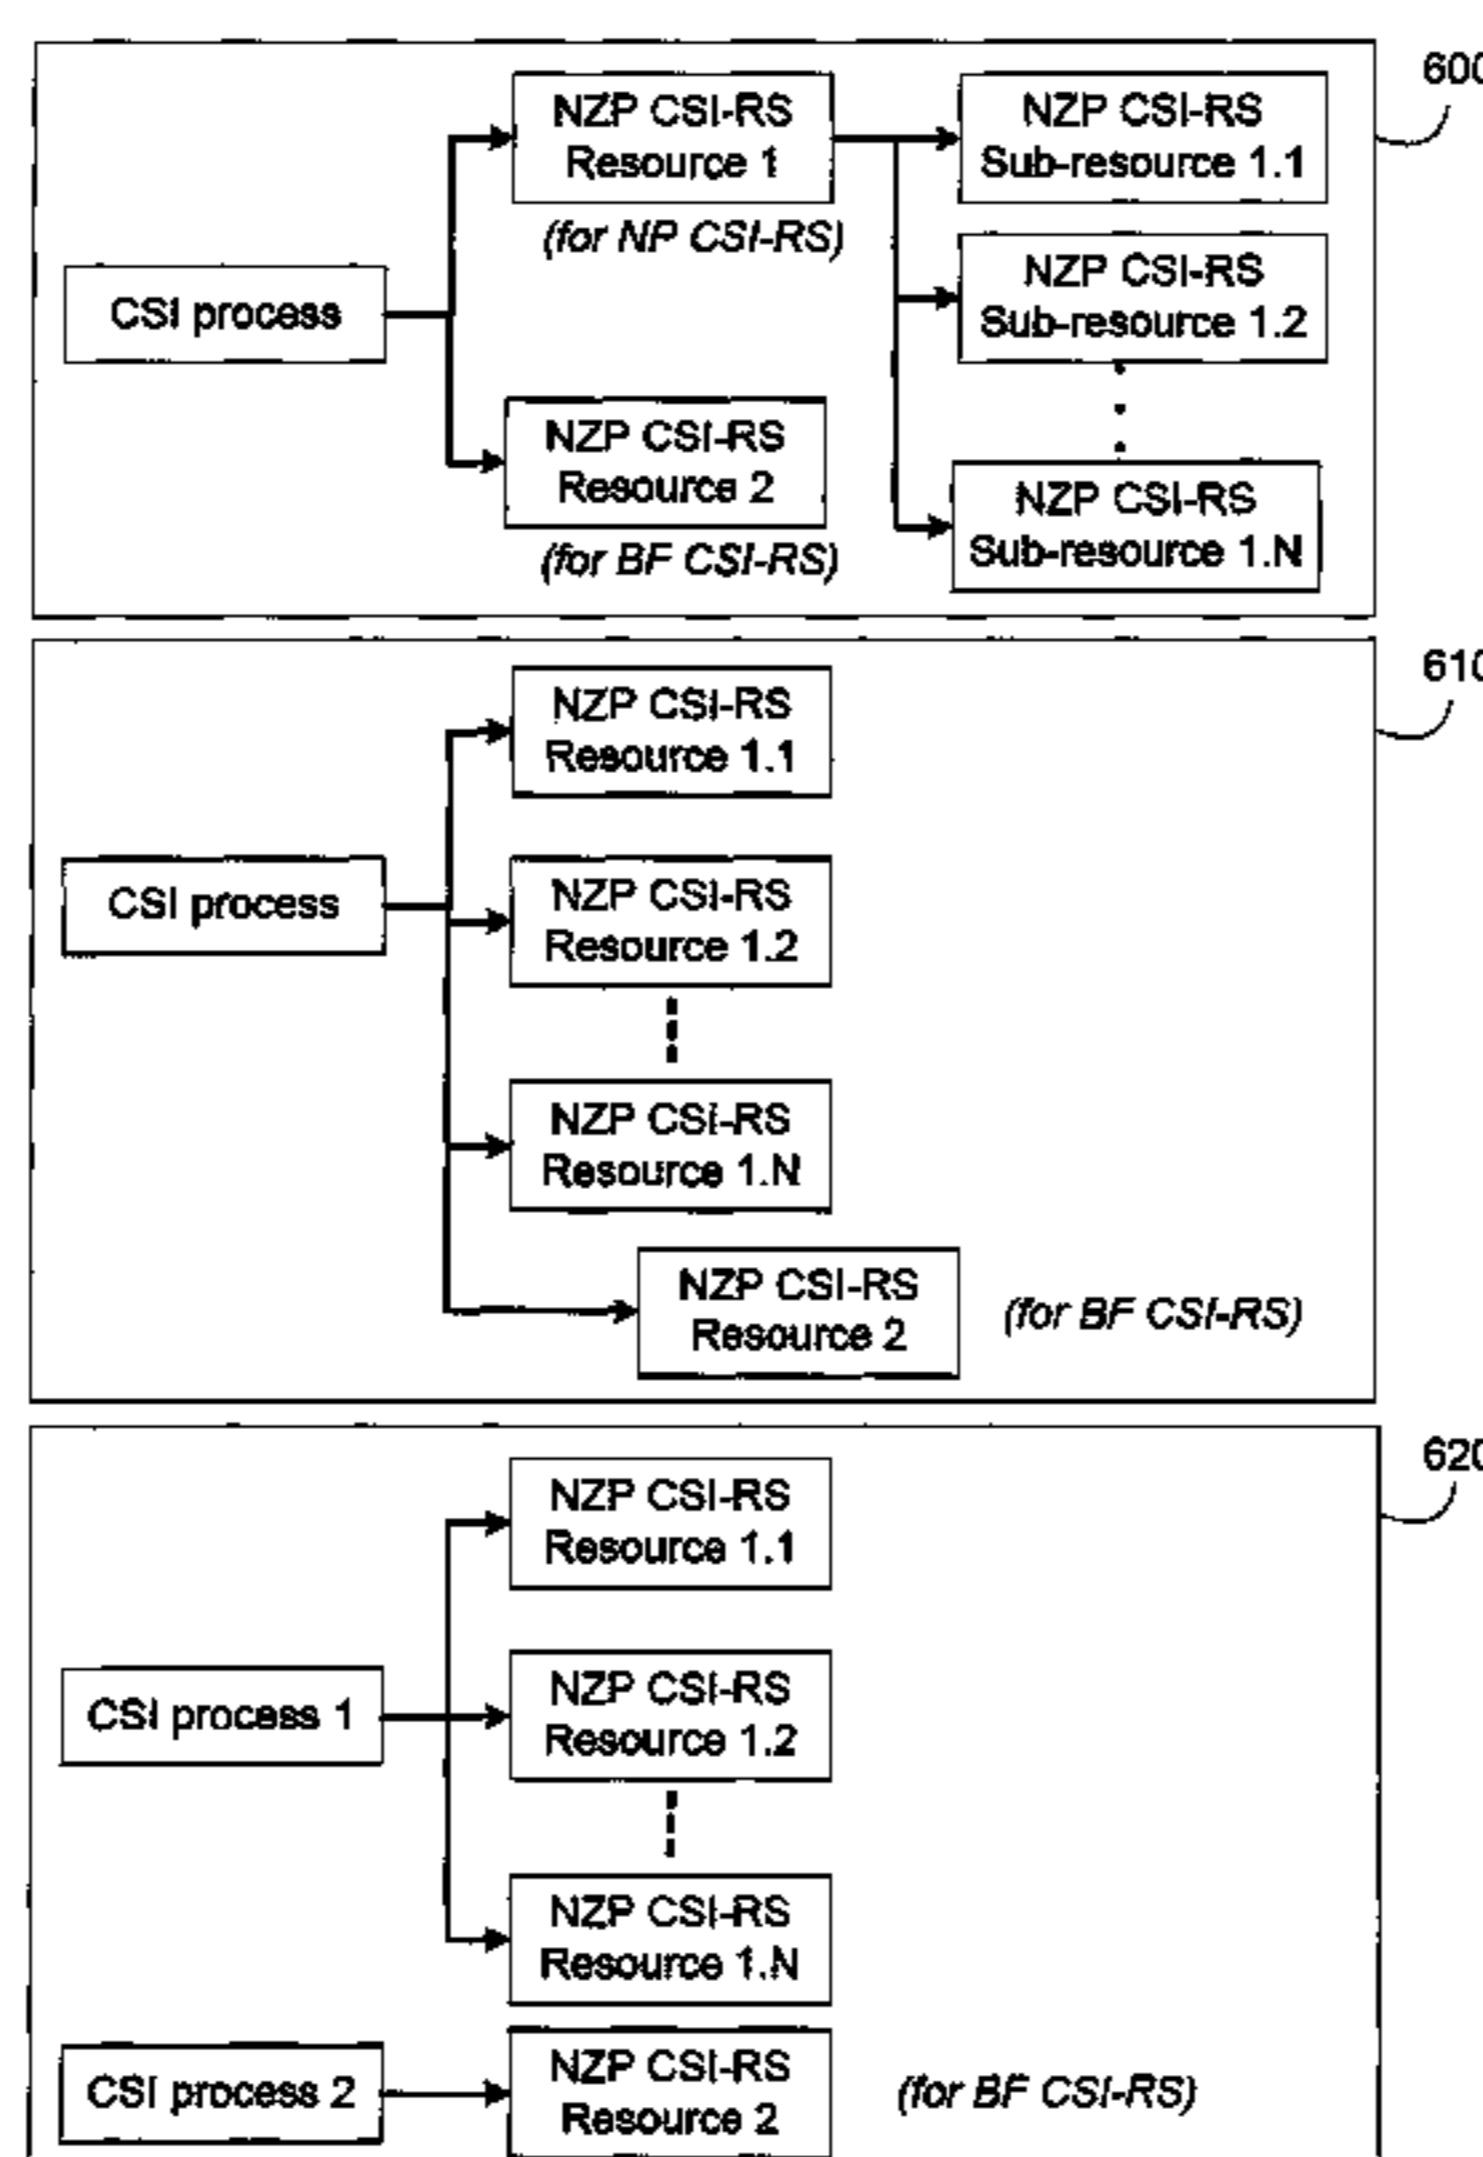 600
NZP CSI-RS
Resource 1
(for NP CSI-RS)
NZP CSI-RS
Sub-resource 1.1
NZP CSI-RS
Sub-resource 1.2
CSI process
NZP CSI-RS
Resource 2
(for BF CSI-RS)
NZP CSI-RS
Sub-resource 1.N
610
NZP CSI-RS
Resource 1.1
CSI process
NZP CSI-RS
Resource 1.2
NZP CSI-RS
Resource 1.N
NZP CSI-RS
Resource 2
(for BF CSI-RS)
620
NZP CSI-RS
Resource 1.1
CSI process 1
NZP CSI-RS
Resource 1.2
NZP CSI-RS
Resource 1.N
CSI process 2
NZP CSI-RS
Resource 2
(for BF CSI-RS)